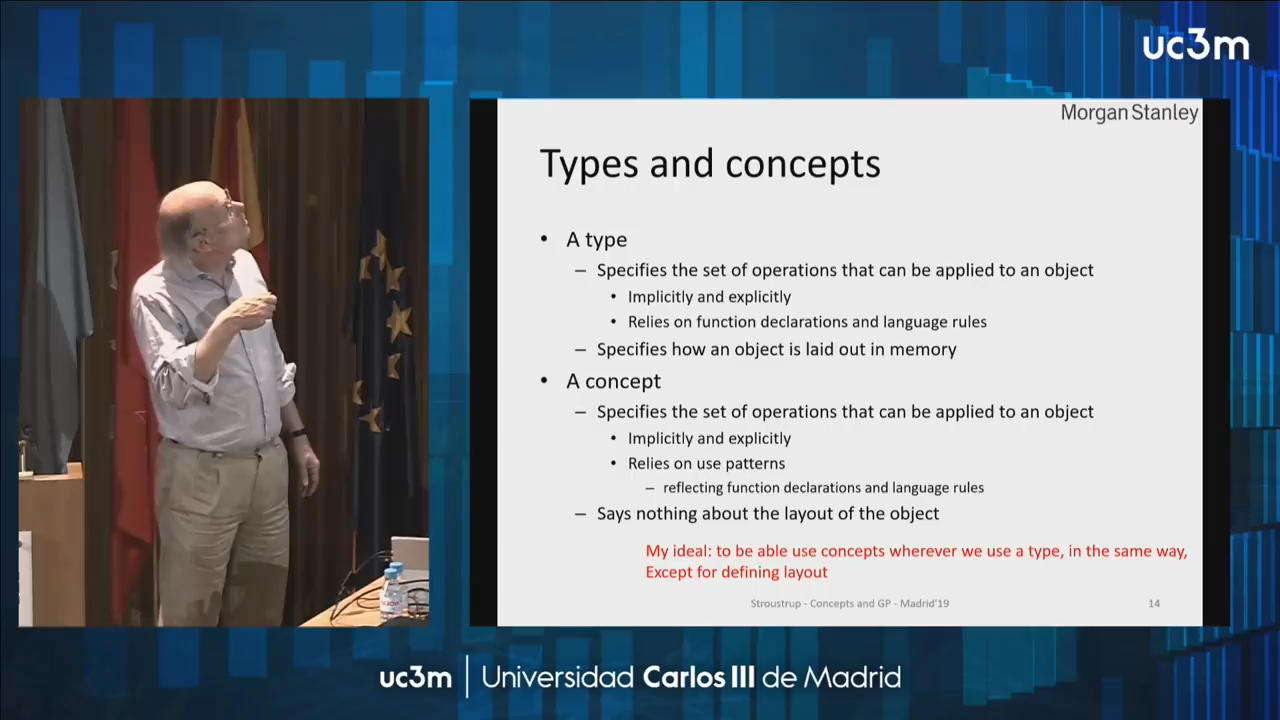 uc3m
Morgan Stanley
Types and concepts
• A type
– Specifies the set of operations that can be applied to an object
• Implicitly and explicitly
• Relies on function declarations and language rules
– Specifies how an object is laid out in memory
• A concept
– Specifies the set of operations that can be applied to an object
• Implicitly and explicitly
• Relies on use patterns
– reflecting function declarations and language rules
– Says nothing about the layout of the object
My ideal: to be able use concepts wherever we use a type, in the same way,
Except for defining layout
Stroustrup - Concepts and GP - Madrid'19 14
uc3m | Universidad Carlos III de Madrid